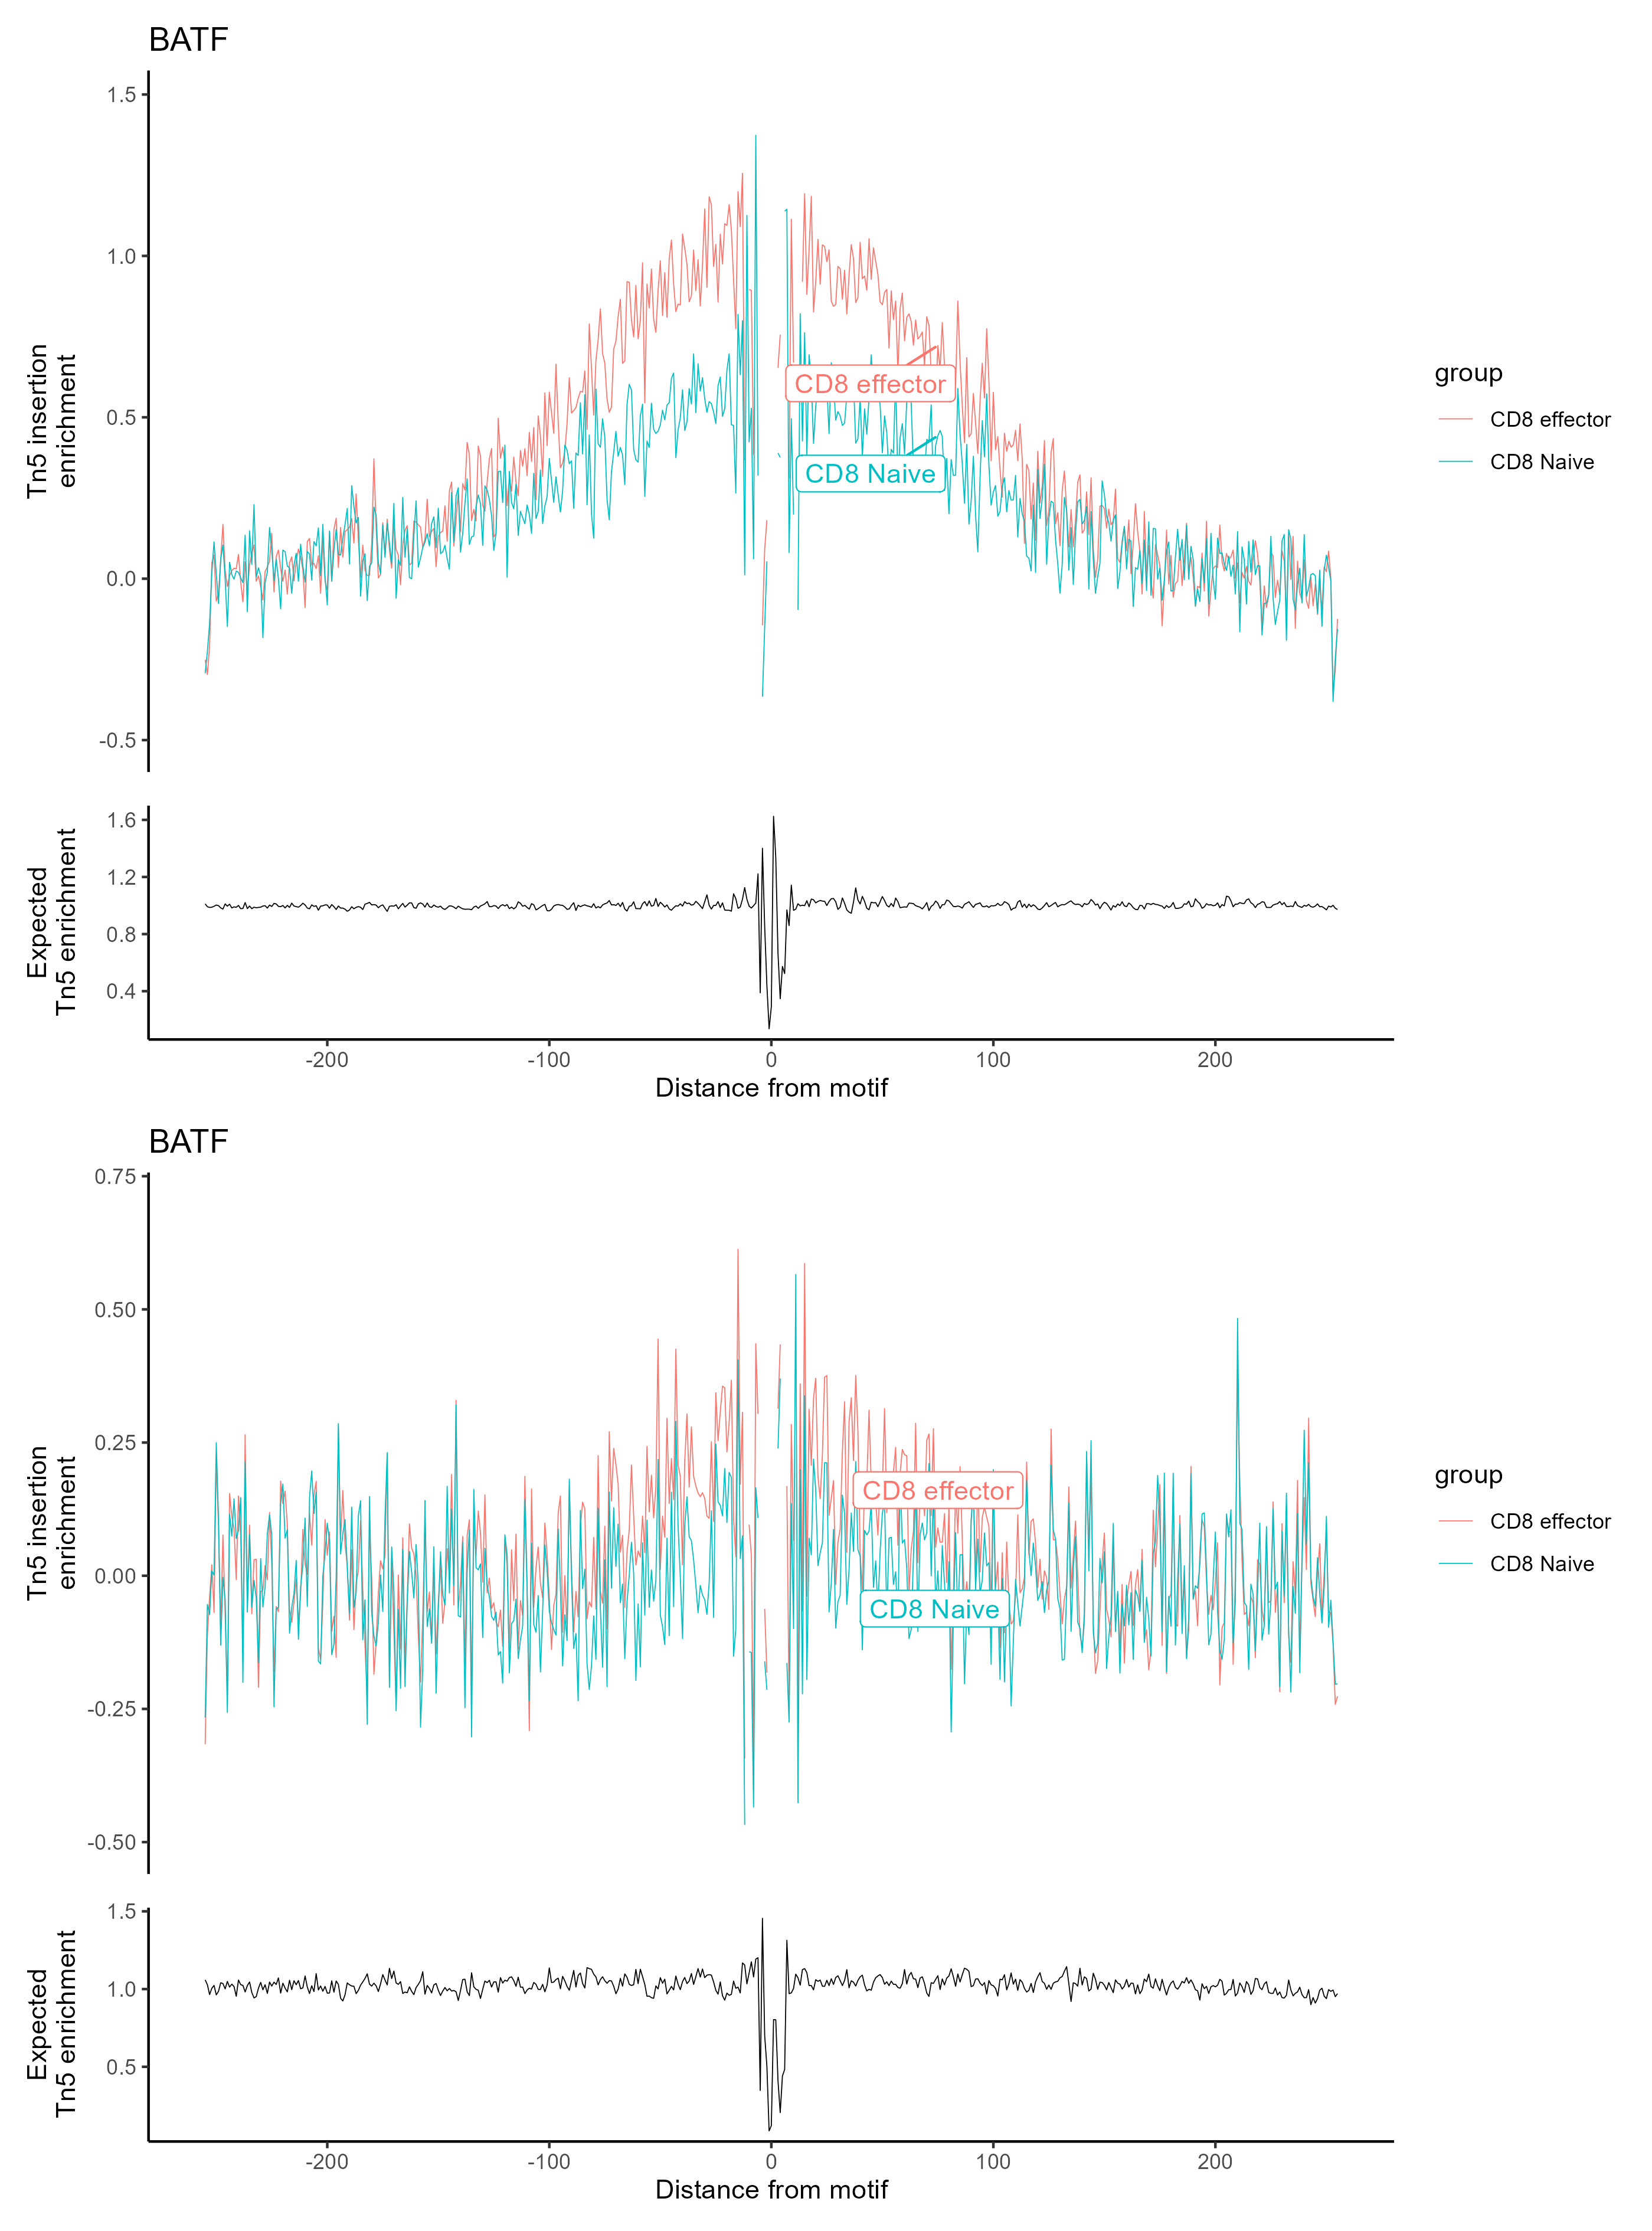 BATF
1.5
1.0
0.5
0.0
-0.5
Tn5 insertion
enrichment
CD8 effector
CD8 Naive
group
CD8 effector
CD8 Naive
1.6
1.2
0.8
0.4
Expected
Tn5 enrichment
-200 -100 0 100 200
Distance from motif
BATF
0.75
0.50
0.25
0.00
-0.25
-0.50
Tn5 insertion
enrichment
CD8 effector
CD8 Naive
group
CD8 effector
CD8 Naive
1.5
1.0
0.5
Expected
Tn5 enrichment
-200 -100 0 100 200
Distance from motif